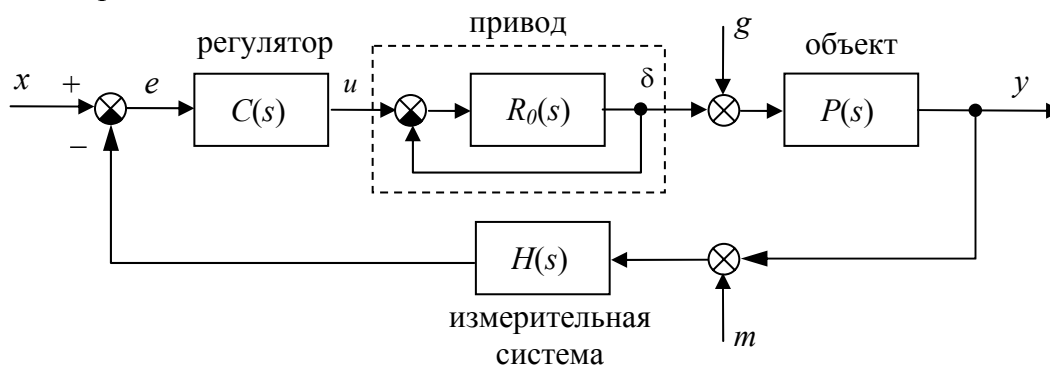 привод
g
регулятор
объект
x
+
e
u
δ
y
C(s)
R₀(s)
P(s)
−
H(s)
измерительная
система
m